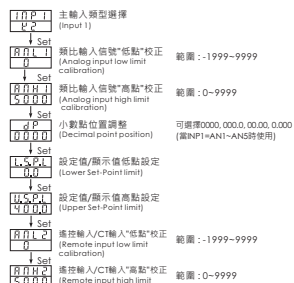 INP1
K2
主輸入類型選擇
(Input 1)
Set
ANL1
0
類比輸入信號"低點"校正
(Analog input low limit
calibration)
範圍 : -1999~9999
Set
ANH1
5000
類比輸入信號"高點"校正
(Analog input high limit
calibration)
範圍 : 0~9999
Set
dP
0000
小數點位置調整
(Decimal point position)
可選擇0000, 000.0, 00.00, 0.000
(當INP1=AN1~AN5時使用)
Set
L.S.P.L
0.0
設定值/顯示值低點設定
(Lower Set-Point limit)
Set
U.S.P.L
400.0
設定值/顯示值高點設定
(Upper Set-Point limit)
Set
ANL2
0
遙控輸入/CT輸入"低點"校正
(Remote input low limit
calibration)
範圍 : -1999~9999
Set
ANH2
5000
遙控輸入/CT輸入"高點"校正
(Remote input high limit
範圍 : 0~9999